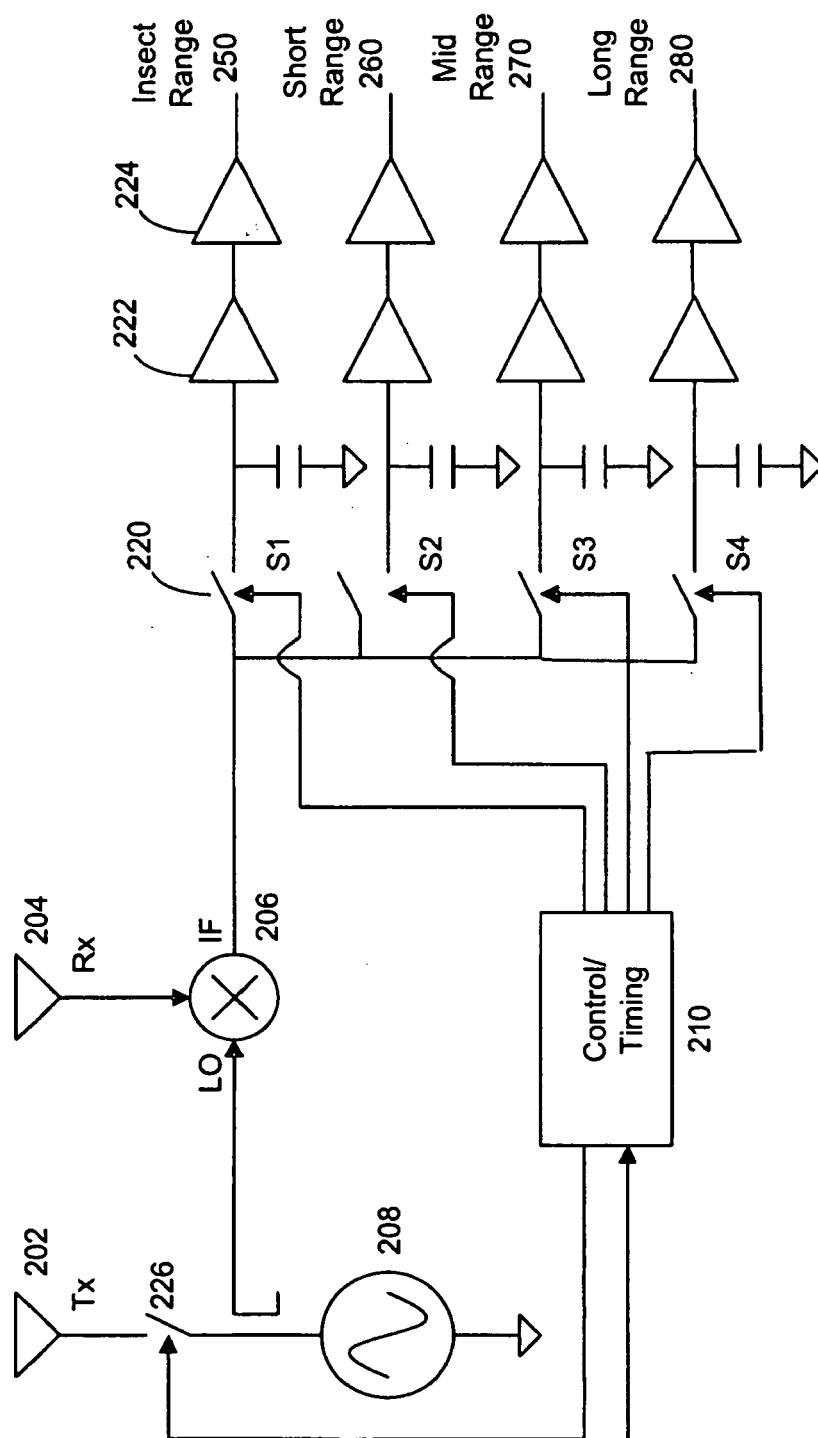 202
Tx
226
208
204
Rx
LO
IF
206
Control/
Timing
210
220
S1
S2
S3
S4
222
224
Insect
Range
250
Short
Range
260
Mid
Range
270
Long
Range
280